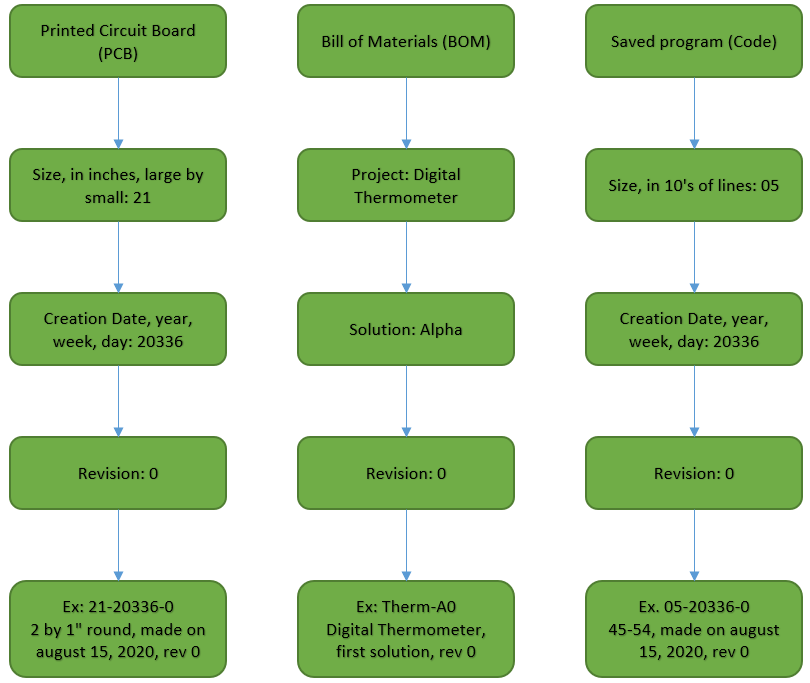 Printed Circuit Board
(PCB)
Size, in inches, large by
small: 21
Creation Date, year,
week, day: 20336
Revision: 0
Ex: 21-20336-0
2 by 1" round, made on
august 15, 2020, rev 0
Bill of Materials (BOM)
Project: Digital
Thermometer
Solution: Alpha
Revision: 0
Ex: Therm-A0
Digital Thermometer,
first solution, rev 0
Saved program (Code)
Size, in 10's of lines: 05
Creation Date, year,
week, day: 20336
Revision: 0
Ex. 05-20336-0
45-54, made on august
15, 2020, rev 0